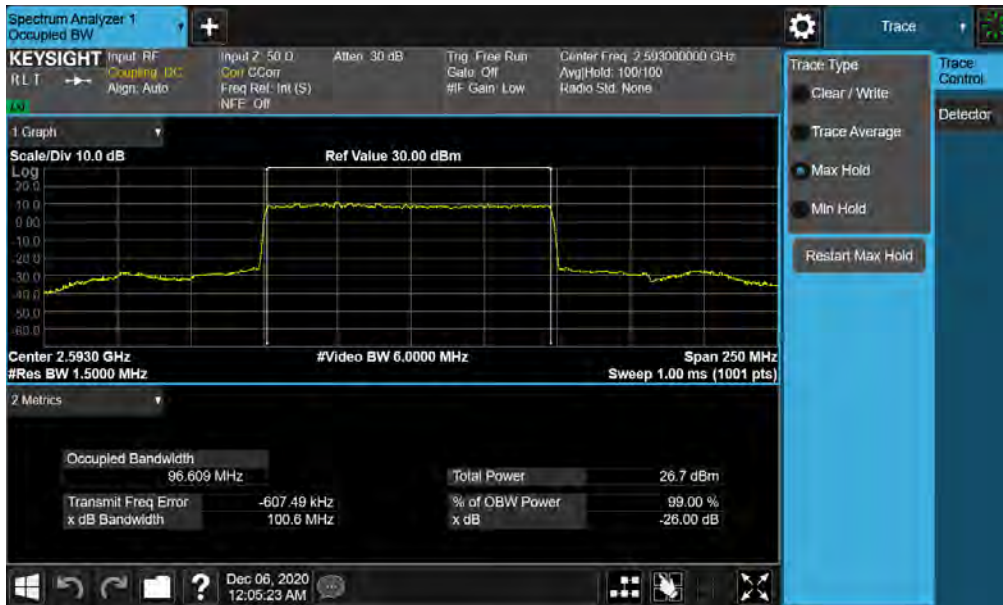 Spectrum Analyzer 1
Occupied BW
+
Trace
KEYSIGHT Input: RF Input Z: 50 Ω Atten: 30 dB Trig: Free Run Center Freq: 2.593000000 GHz
RLT Coupling: DC Corr CCorr Gate: Off Avg|Hold: 100/100
Align: Auto Freq Ref: Int (S) #IF Gain: Low Radio Std: None
NFE: Off
Trace Type
Clear / Write
Trace Average
Max Hold
Min Hold
Restart Max Hold
Trace
Control
Detector
1 Graph
Scale/Div 10.0 dB Ref Value 30.00 dBm
Log
20.0
10.0
0.00
-10.0
-20.0
-30.0
-40.0
-50.0
-60.0
Center 2.5930 GHz #Video BW 6.0000 MHz Span 250 MHz
#Res BW 1.5000 MHz Sweep 1.00 ms (1001 pts)
2 Metrics
Occupied Bandwidth
96.609 MHz Total Power 26.7 dBm
Transmit Freq Error -607.49 kHz % of OBW Power 99.00 %
x dB Bandwidth 100.6 MHz x dB -26.00 dB
? Dec 06, 2020
12:05:23 AM